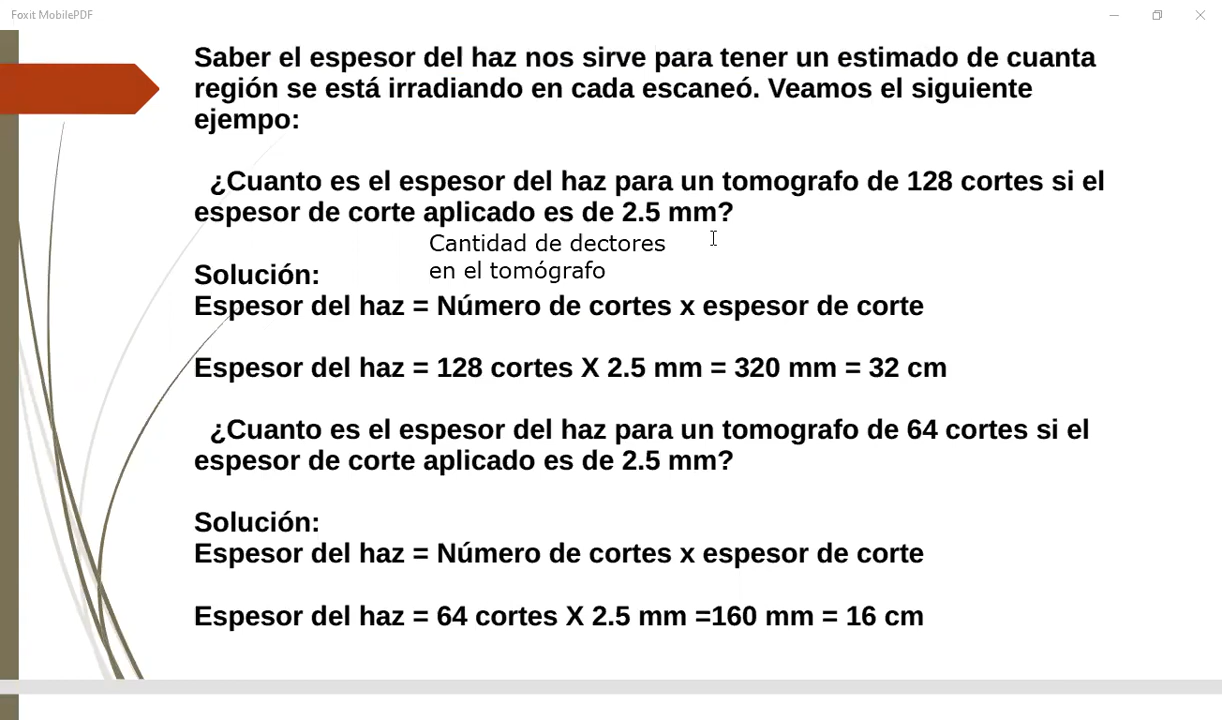 Foxit MobilePDF
Saber el espesor del haz nos sirve para tener un estimado de cuanta
región se está irradiando en cada escaneó. Veamos el siguiente
ejempo:
¿Cuanto es el espesor del haz para un tomografo de 128 cortes si el
espesor de corte aplicado es de 2.5 mm?
Cantidad de dectores
en el tomógrafo
Solución:
Espesor del haz = Número de cortes x espesor de corte
Espesor del haz = 128 cortes X 2.5 mm = 320 mm = 32 cm
¿Cuanto es el espesor del haz para un tomografo de 64 cortes si el
espesor de corte aplicado es de 2.5 mm?
Solución:
Espesor del haz = Número de cortes x espesor de corte
Espesor del haz = 64 cortes X 2.5 mm =160 mm = 16 cm